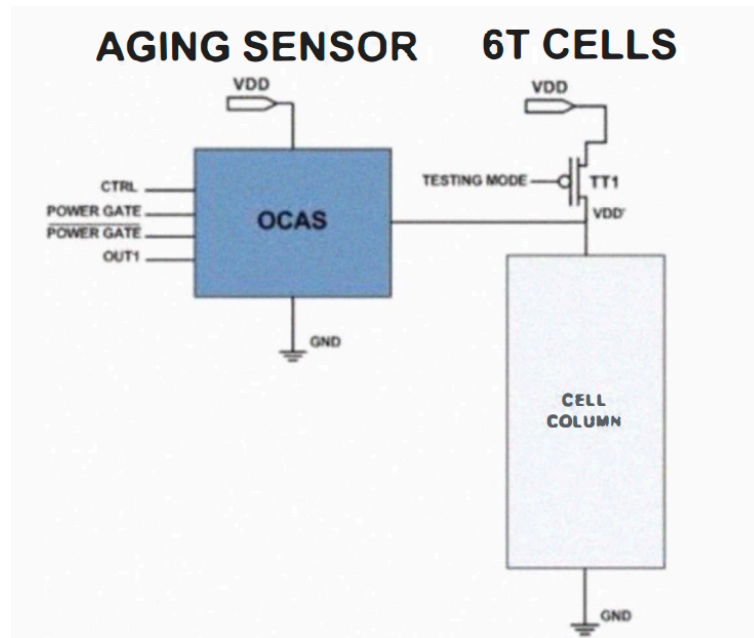 AGING SENSOR
6T CELLS
VDD
VDD
CTRL
POWER GATE
POWER GATE
OUT1
OCAS
TESTING MODE
TT1
VDD'
GND
CELL
COLUMN
GND